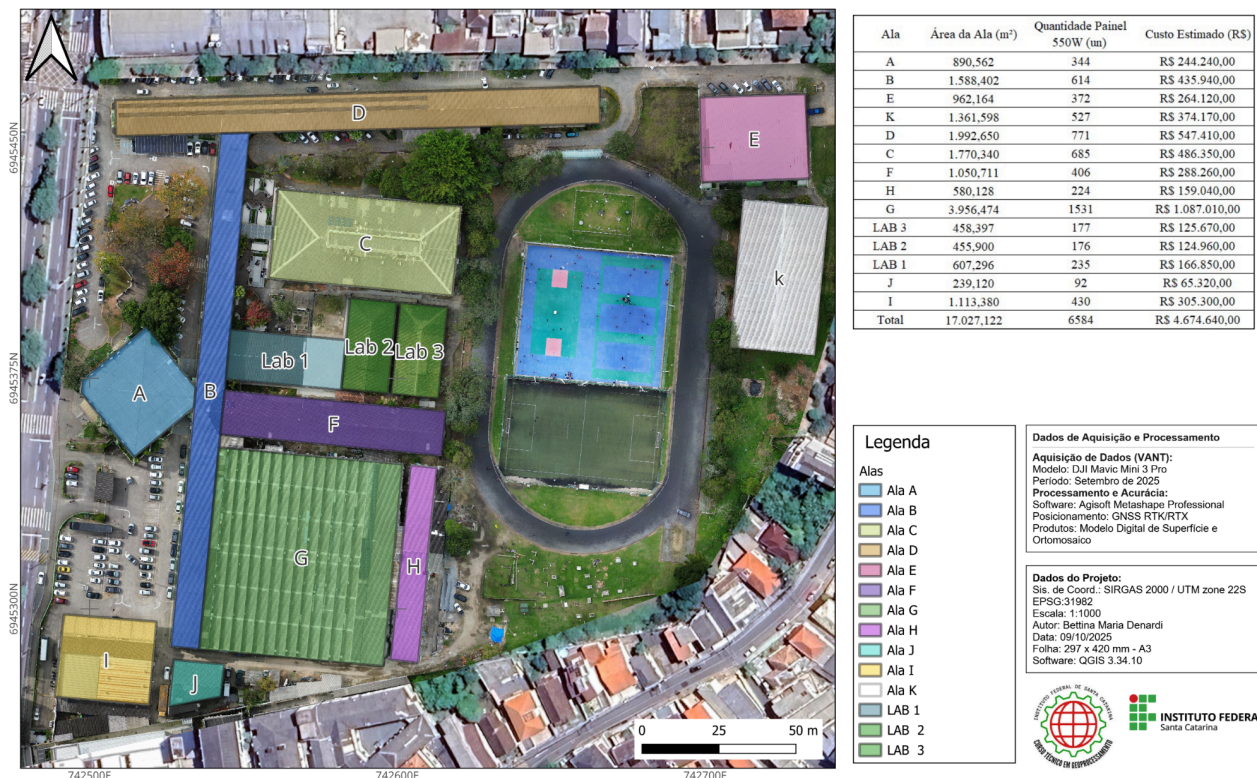 D
E
C
k
Lab 1
Lab 2
Lab 3
A
B
F
G
H
I
J
6945450N
6945375N
6945300N
742500E
742600E
742700E
0 25 50 m
Ala Área da Ala (m²) Quantidade Painel 550W (un) Custo Estimado (R$)
A 890,562 344 R$ 244.240,00
B 1.588,402 614 R$ 435.940,00
E 962,164 372 R$ 264.120,00
K 1.361,598 527 R$ 374.170,00
D 1.992,650 771 R$ 547.410,00
C 1.770,340 685 R$ 486.350,00
F 1.050,711 406 R$ 288.260,00
H 580,128 224 R$ 159.040,00
G 3.956,474 1531 R$ 1.087.010,00
LAB 3 458,397 177 R$ 125.670,00
LAB 2 455,900 176 R$ 124.960,00
LAB 1 607,296 235 R$ 166.850,00
J 239,120 92 R$ 65.320,00
I 1.113,380 430 R$ 305.300,00
Total 17.027,122 6584 R$ 4.674.640,00
Legenda
Alas
Ala A
Ala B
Ala C
Ala D
Ala E
Ala F
Ala G
Ala H
Ala J
Ala I
Ala K
LAB 1
LAB 2
LAB 3
Dados de Aquisição e Processamento
Aquisição de Dados (VANT):
Modelo: DJI Mavic Mini 3 Pro
Período: Setembro de 2025
Processamento e Acurácia:
Software: Agisoft Metashape Professional
Posicionamento: GNSS RTK/RTX
Produtos: Modelo Digital de Superfície e
Ortomosaico
Dados do Projeto:
Sis. de Coord.: SIRGAS 2000 / UTM zone 22S
EPSG:31982
Escala: 1:1000
Autor: Bettina Maria Denardi
Data: 09/10/2025
Folha: 297 x 420 mm - A3
Software: QGIS 3.34.10
INSTITUTO FEDERAL DE SANTA CATARINA
CURSO TÉCNICO EM GEOPROCESSAMENTO
INSTITUTO FEDERA
Santa Catarina